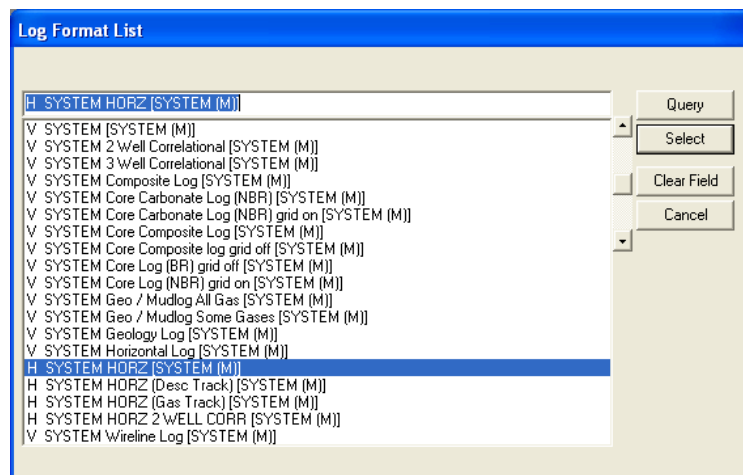 Log Format List
H SYSTEM HORZ [SYSTEM (M)]
V SYSTEM [SYSTEM (M)]
V SYSTEM 2 Well Correlational [SYSTEM (M)]
V SYSTEM 3 Well Correlational [SYSTEM (M)]
V SYSTEM Composite Log [SYSTEM (M)]
V SYSTEM Core Carbonate Log (NBR) [SYSTEM (M)]
V SYSTEM Core Carbonate Log (NBR) grid on [SYSTEM (M)]
V SYSTEM Core Composite Log [SYSTEM (M)]
V SYSTEM Core Composite log grid off [SYSTEM (M)]
V SYSTEM Core Log (BR) grid off [SYSTEM (M)]
V SYSTEM Core Log (NBR) grid on [SYSTEM (M)]
V SYSTEM Geo / Mudlog All Gas [SYSTEM (M)]
V SYSTEM Geo / Mudlog Some Gases [SYSTEM (M)]
V SYSTEM Geology Log [SYSTEM (M)]
V SYSTEM Horizontal Log [SYSTEM (M)]
H SYSTEM HORZ [SYSTEM (M)]
H SYSTEM HORZ (Desc Track) [SYSTEM (M)]
H SYSTEM HORZ (Gas Track) [SYSTEM (M)]
H SYSTEM HORZ 2 WELL CORR [SYSTEM (M)]
V SYSTEM Wireline Log [SYSTEM (M)]
Query
Select
Clear Field
Cancel